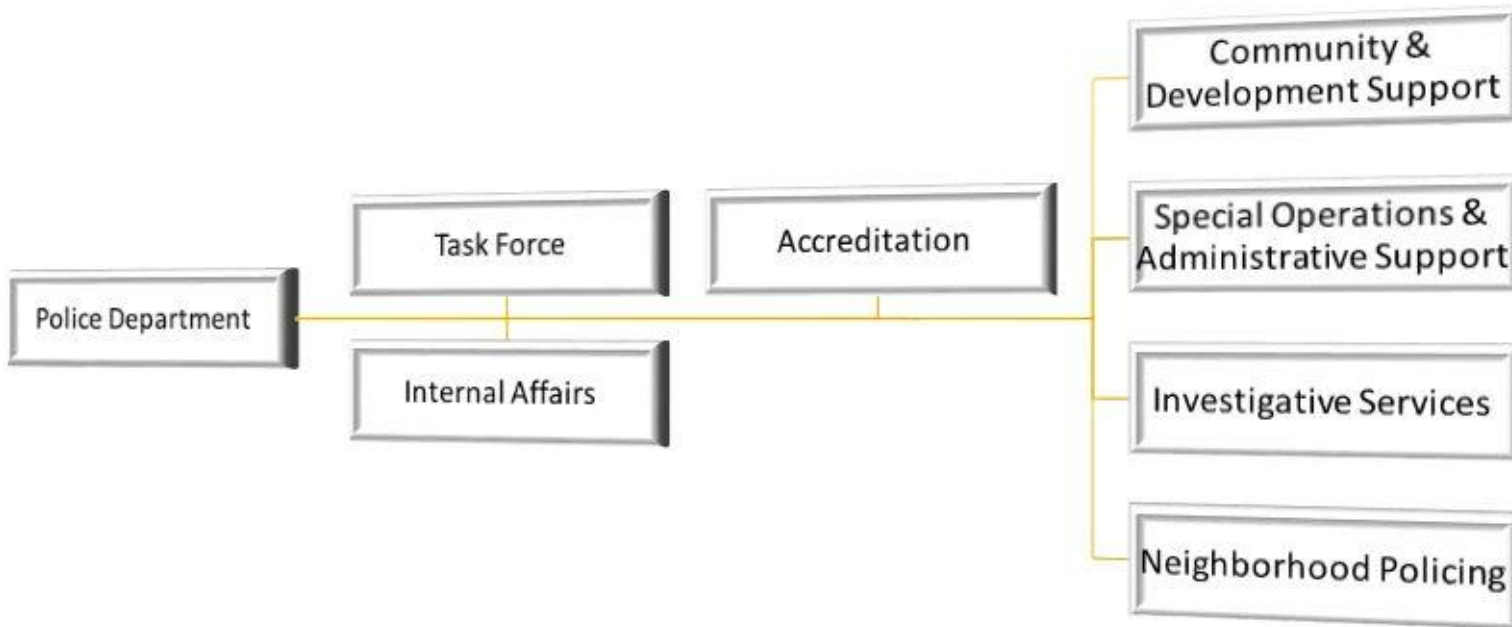 Police Department
Task Force
Internal Affairs
Accreditation
Community &
Development Support
Special Operations &
Administrative Support
Investigative Services
Neighborhood Policing